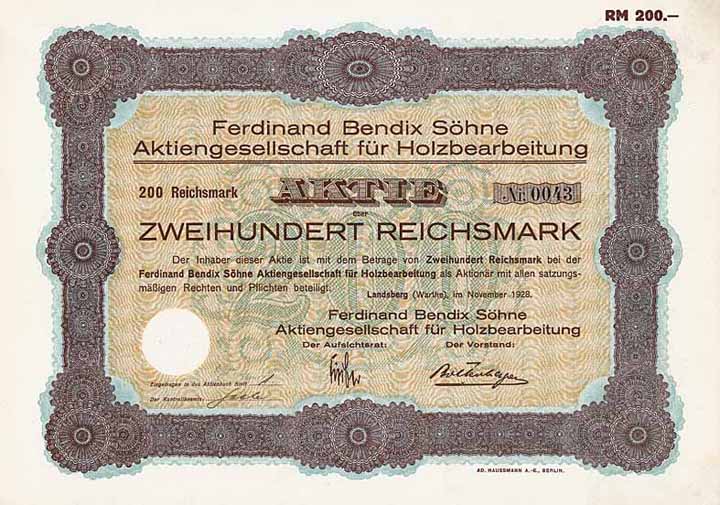 RM 200.—
Ferdinand Bendix Söhne
Aktiengesellschaft für Holzbearbeitung
200 Reichsmark AKTIE Nr. 0043
über
ZWEIHUNDERT REICHSMARK
Der Inhaber dieser Aktie ist mit dem Betrage von Zweihundert Reichsmark bei der
Ferdinand Bendix Söhne Aktiengesellschaft für Holzbearbeitung als Aktionär mit allen satzungs-
mäßigen Rechten und Pflichten beteiligt.
Landsberg (Warthe), im November 1928.
Ferdinand Bendix Söhne
Aktiengesellschaft für Holzbearbeitung
Der Aufsichtsrat: Der Vorstand:
Eingetragen in das Aktienbuch Blatt 1
Der Kontrollbeamte:
AD. HAUSSMANN A.-G., BERLIN.